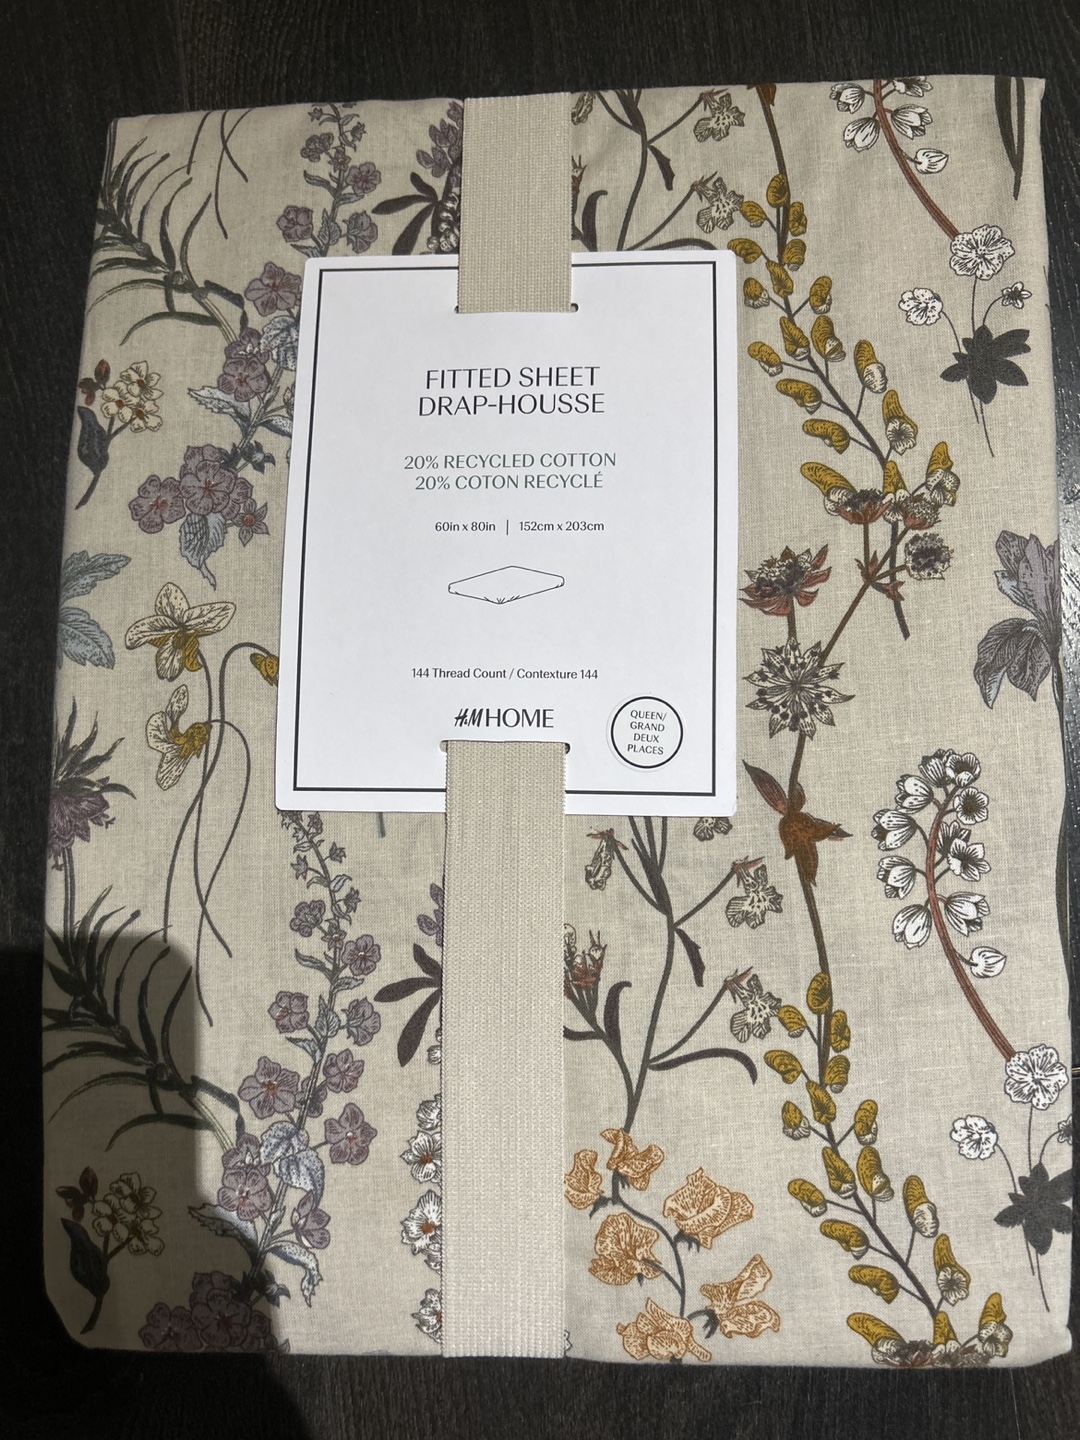 FITTED SHEET
DRAP-HOUSSE
20% RECYCLED COTTON
20% COTON RECYCLÉ
60in x 80in | 152cm x 203cm
144 Thread Count / Contexture 144
H&M HOME
QUEEN/
GRAND
DEUX
PLACES